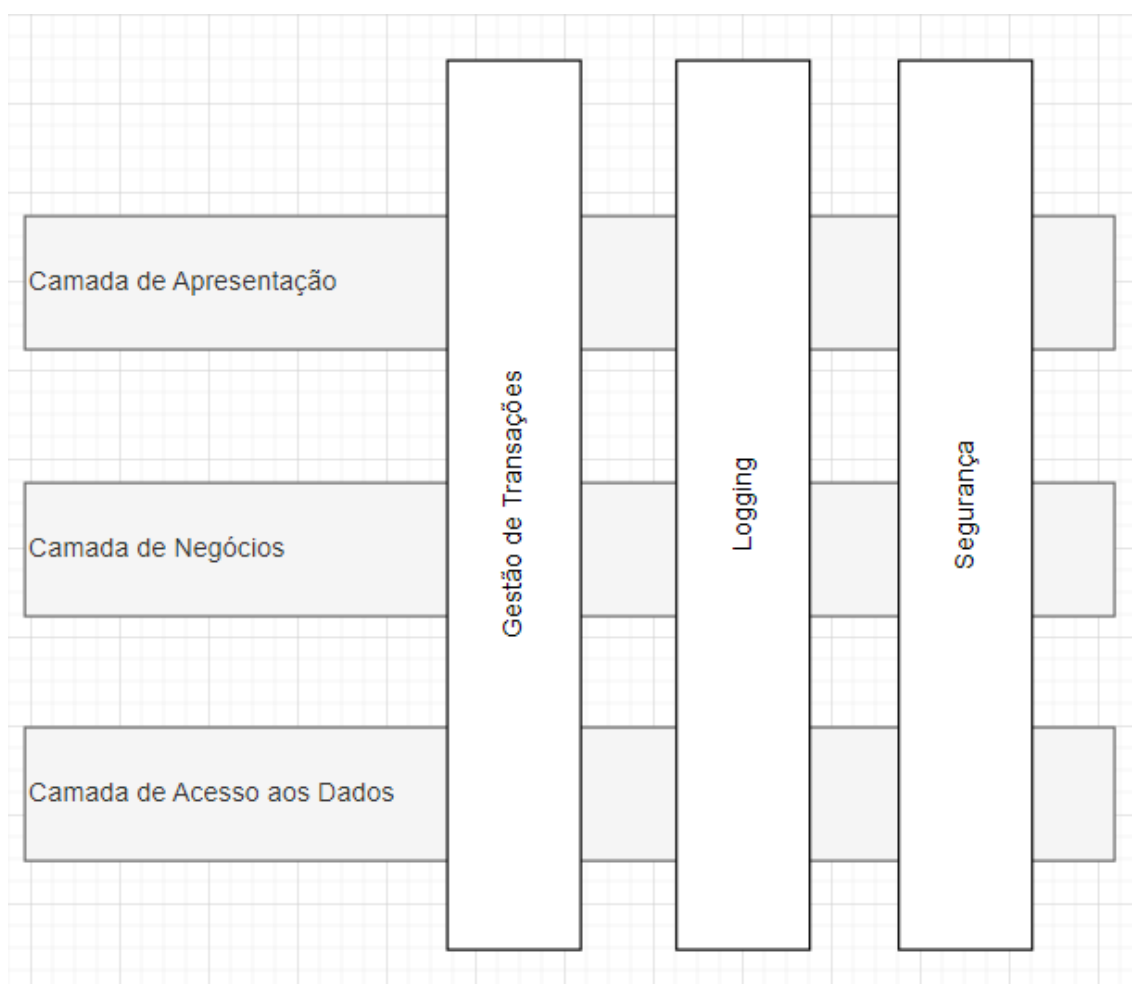 Camada de Apresentação
Camada de Negócios
Camada de Acesso aos Dados
Gestão de Transações
Logging
Segurança